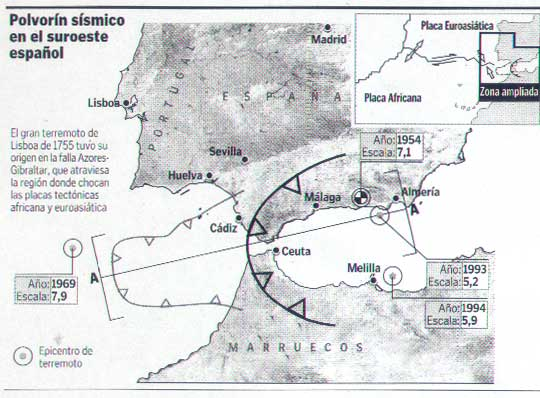 Polvorín sísmico
en el suroeste
español
El gran terremoto de
Lisboa de 1755 tuvo su
origen en la falla Azores-
Gibraltar, que atraviesa
la región donde chocan
las placas tectónicas
africana y euroasiática
Placa Euroasiática
Placa Africana
Zona ampliada
Madrid
PORTUGAL
ESPAÑA
Lisboa
Sevilla
Huelva
Cádiz
Málaga
Almería
Año: 1954
Escala: 7,1
A'
A
Ceuta
Melilla
Año: 1969
Escala: 7,9
Año: 1993
Escala: 5,2
Año: 1994
Escala: 5,9
MARRUECOS
Epicentro de
terremoto